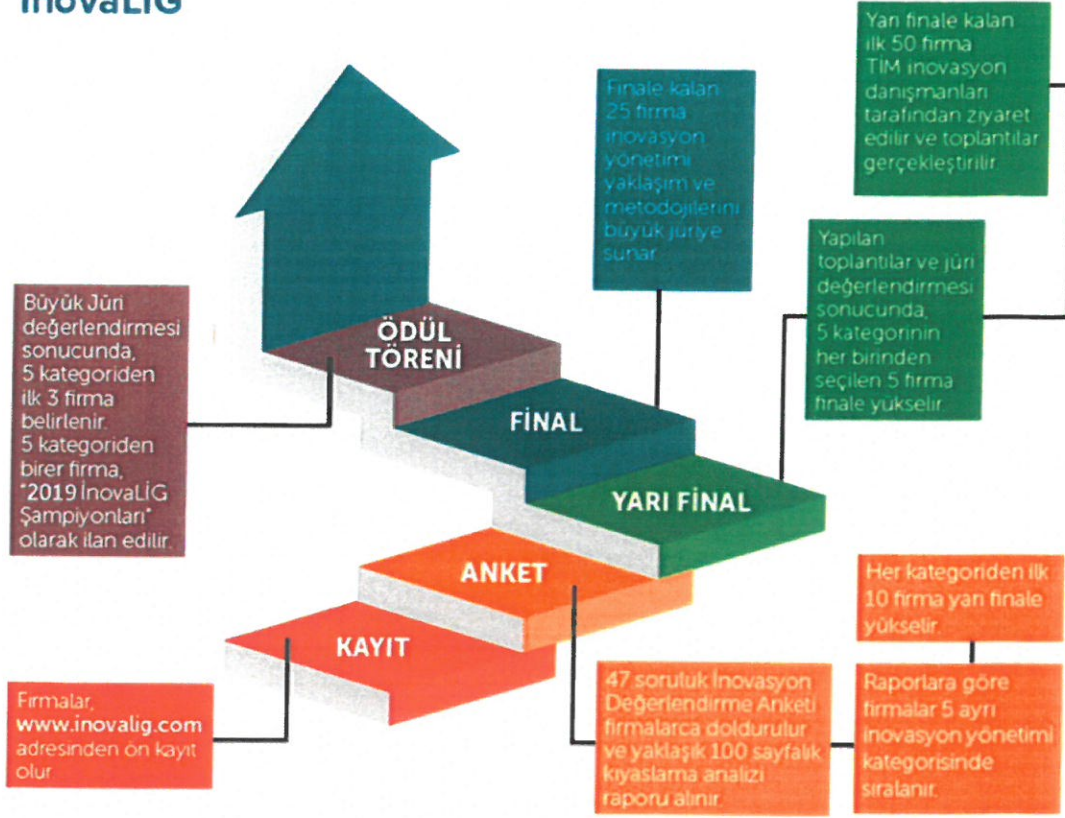 İnovaLİG
Yarı finale kalan
ilk 50 firma
TİM inovasyon
danışmanları
tarafından ziyaret
edilir ve toplantılar
gerçekleştirilir.
Finale kalan
25 firma
inovasyon
yönetimi
yaklaşım ve
metodojilerini
büyük jüriye
sunar
Yapılan
toplantılar ve jüri
değerlendirmesi
sonucunda,
5 kategorinin
her birinden
seçilen 5 firma
finale yükselir.
Büyük Jüri
değerlendirmesi
sonucunda,
5 kategoriden
ilk 3 firma
belirlenir.
5 kategoriden
birer firma,
"2019 İnovaLİG
Şampiyonları"
olarak ilan edilir.
ÖDÜL
TÖRENİ
FİNAL
YARI FİNAL
ANKET
KAYIT
Her kategoriden ilk
10 firma yarı finale
yükselir.
Firmalar,
www.inovalig.com
adresinden ön kayıt
olur
47 soruluk İnovasyon
Değerlendirme Anketi
firmalarca doldurulur
ve yaklaşık 100 sayfalık
kıyaslama analizi
raporu alınır.
Raporlara göre
firmalar 5 ayrı
inovasyon yönetimi
kategorisinde
sıralanır.